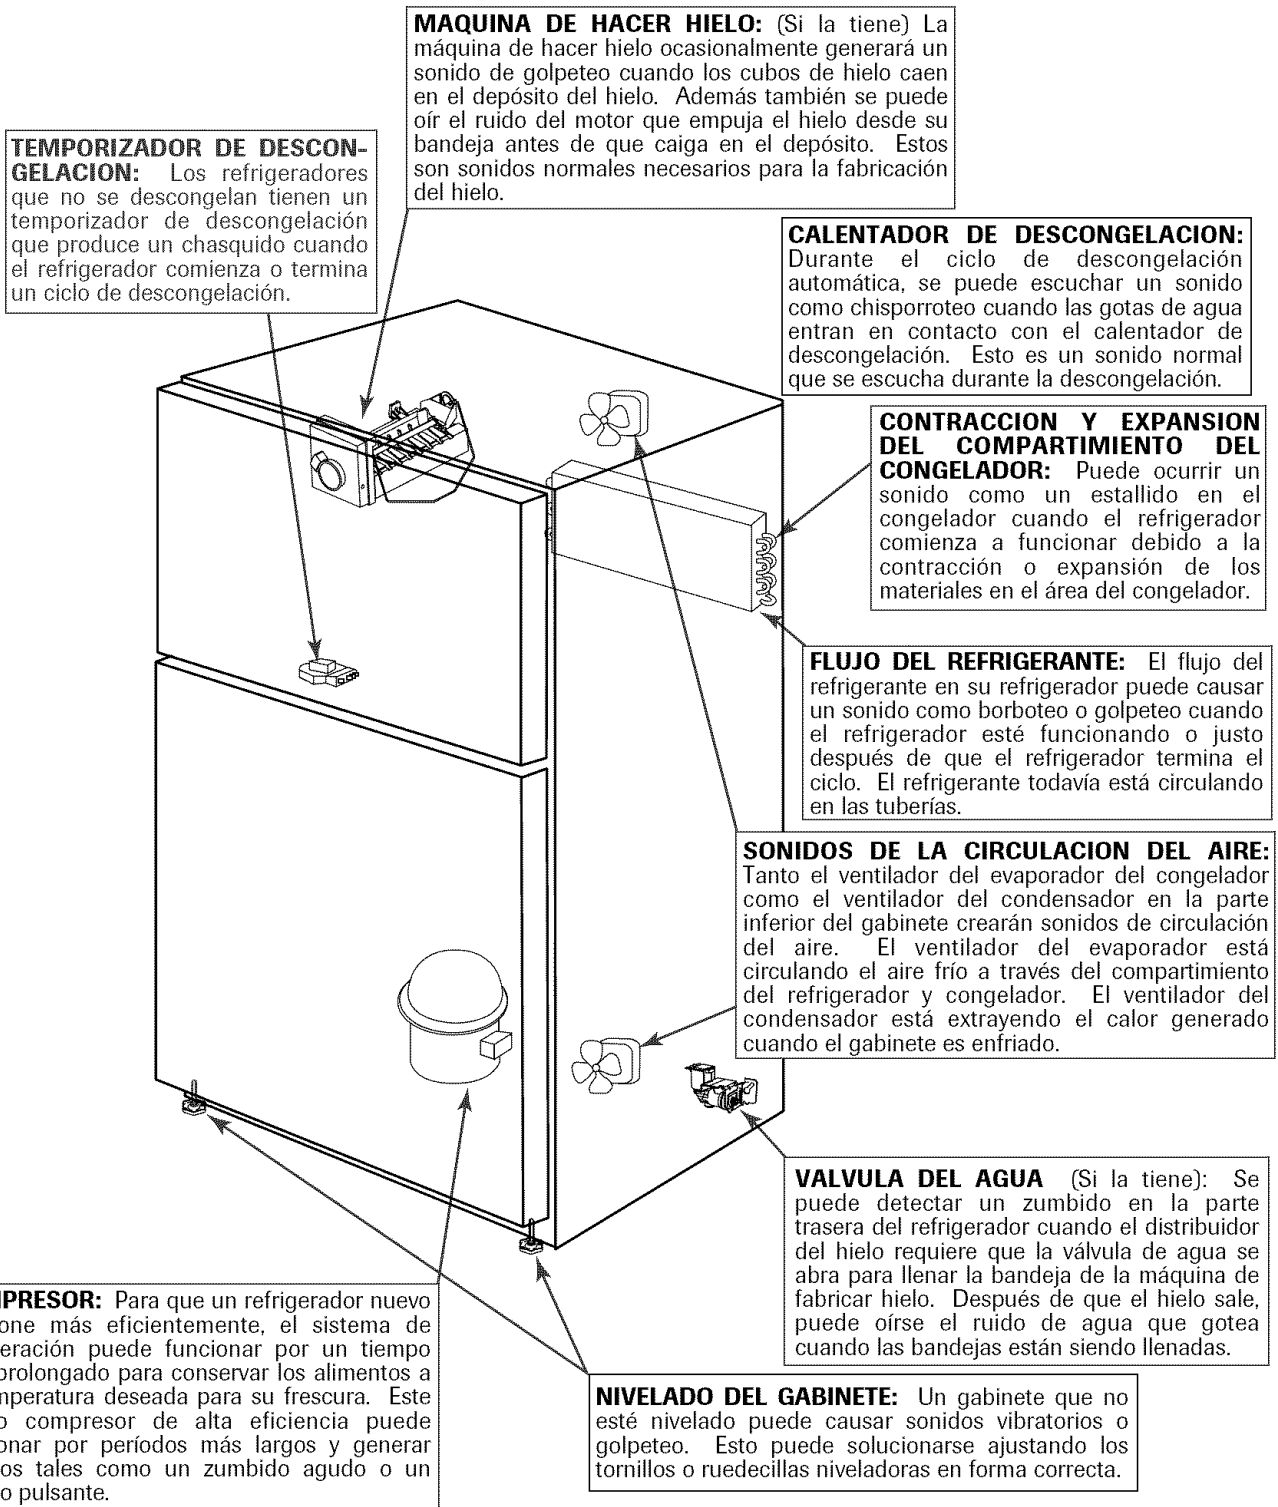 MAQUINA DE HACER HIELO: (Si la tiene) La
máquina de hacer hielo ocasionalmente generará un
sonido de golpeteo cuando los cubos de hielo caen
en el depósito del hielo. Además también se puede
oír el ruido del motor que empuja el hielo desde su
bandeja antes de que caiga en el depósito. Estos
son sonidos normales necesarios para la fabricación
del hielo.
TEMPORIZADOR DE DESCON-
GELACION: Los refrigeradores
que no se descongelan tienen un
temporizador de descongelación
que produce un chasquido cuando
el refrigerador comienza o termina
un ciclo de descongelación.
CALENTADOR DE DESCONGELACION:
Durante el ciclo de descongelación
automática, se puede escuchar un sonido
como chisporroteo cuando las gotas de agua
entran en contacto con el calentador de
descongelación. Esto es un sonido normal
que se escucha durante la descongelación.
CONTRACCION Y EXPANSION
DEL COMPARTIMIENTO DEL
CONGELADOR: Puede ocurrir un
sonido como un estallido en el
congelador cuando el refrigerador
comienza a funcionar debido a la
contracción o expansión de los
materiales en el área del congelador.
FLUJO DEL REFRIGERANTE: El flujo del
refrigerante en su refrigerador puede causar
un sonido como borboteo o golpeteo cuando
el refrigerador esté funcionando o justo
después de que el refrigerador termina el
ciclo. El refrigerante todavía está circulando
en las tuberías.
SONIDOS DE LA CIRCULACION DEL AIRE:
Tanto el ventilador del evaporador del congelador
como el ventilador del condensador en la parte
inferior del gabinete crearán sonidos de circulación
del aire. El ventilador del evaporador está
circulando el aire frío a través del compartimiento
del refrigerador y congelador. El ventilador del
condensador está extrayendo el calor generado
cuando el gabinete es enfriado.
VALVULA DEL AGUA (Si la tiene): Se
puede detectar un zumbido en la parte
trasera del refrigerador cuando el distribuidor
del hielo requiere que la válvula de agua se
abra para llenar la bandeja de la máquina de
fabricar hielo. Después de que el hielo sale,
puede oírse el ruido de agua que gotea
cuando las bandejas están siendo llenadas.
MPRESOR: Para que un refrigerador nuevo
one más eficientemente, el sistema de
eración puede funcionar por un tiempo
prolongado para conservar los alimentos a
mperatura deseada para su frescura. Este
o compresor de alta eficiencia puede
onar por períodos más largos y generar
os tales como un zumbido agudo o un
o pulsante.
NIVELADO DEL GABINETE: Un gabinete que no
esté nivelado puede causar sonidos vibratorios o
golpeteo. Esto puede solucionarse ajustando los
tornillos o ruedecillas niveladoras en forma correcta.